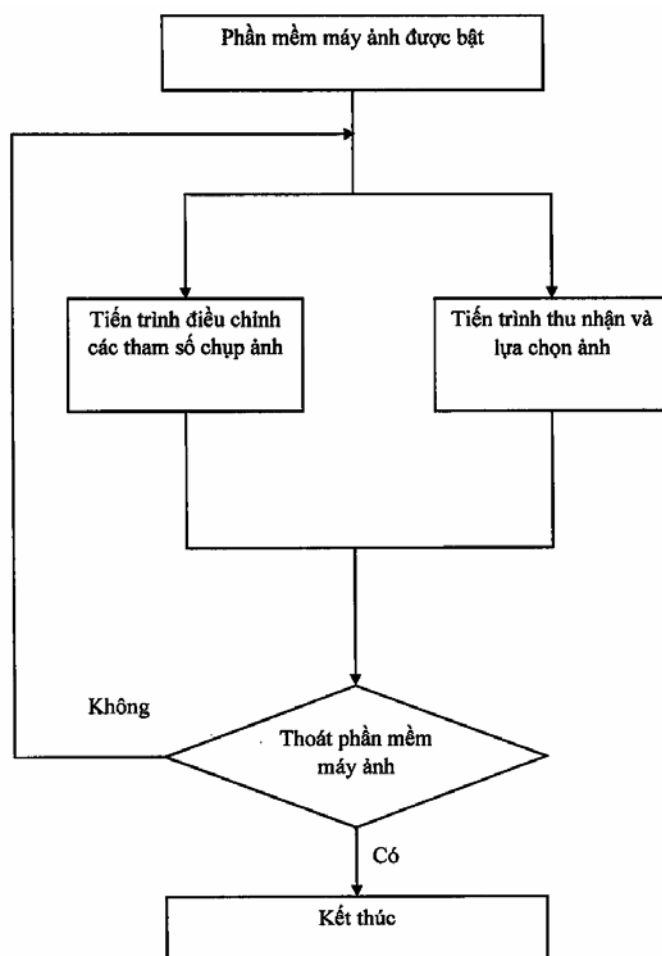 Phần mềm máy ảnh được bật
Tiến trình điều chỉnh
các tham số chụp ảnh
Tiến trình thu nhận và
lựa chọn ảnh
Không
Thoát phần mềm
máy ảnh
Có
Kết thúc